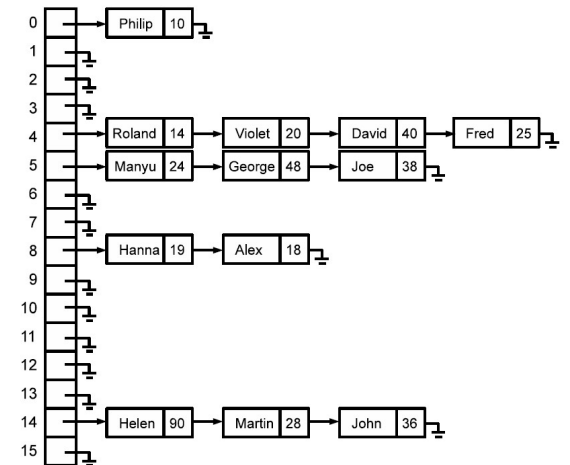 0 Philip 10
1
2
3
4 Roland 14 Violet 20 David 40 Fred 25
5 Manyu 24 George 48 Joe 38
6
7
8 Hanna 19 Alex 18
9
10
11
12
13
14 Helen 90 Martin 28 John 36
15